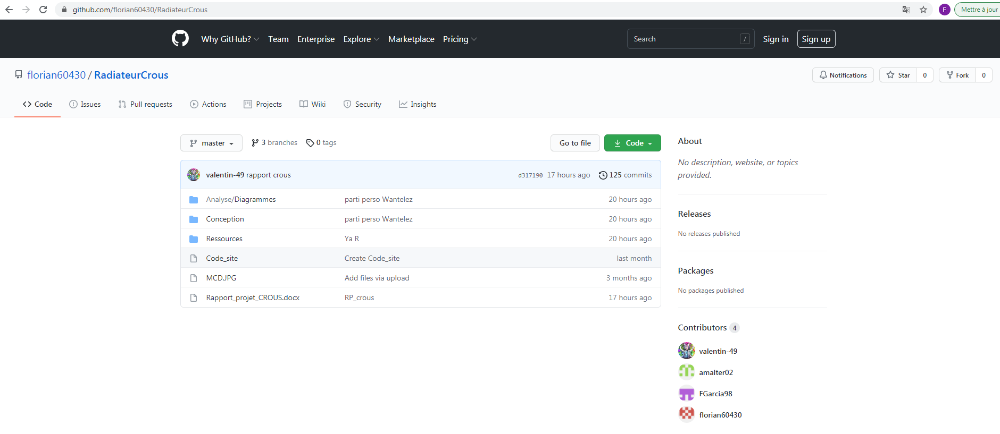 github.com/florian60430/RadiateurCrous
F
Mettre à jour
Why GitHub? Team Enterprise Explore Marketplace Pricing
Search /
Sign in Sign up
florian60430 / RadiateurCrous
Notifications Star 0 Fork 0
Code Issues Pull requests Actions Projects Wiki Security Insights
master 3 branches 0 tags
Go to file Code
valentin-49 rapport crous d317190 17 hours ago 125 commits
Analyse/Diagrammes parti perso Wantelez 20 hours ago
Conception parti perso Wantelez 20 hours ago
Ressources Ya R 20 hours ago
Code_site Create Code_site last month
MCD.JPG Add files via upload 3 months ago
Rapport_projet_CROUS.docx RP_crous 17 hours ago
About
No description, website, or topics
provided.
Releases
No releases published
Packages
No packages published
Contributors 4
valentin-49
amalter02
FGarcia98
florian60430